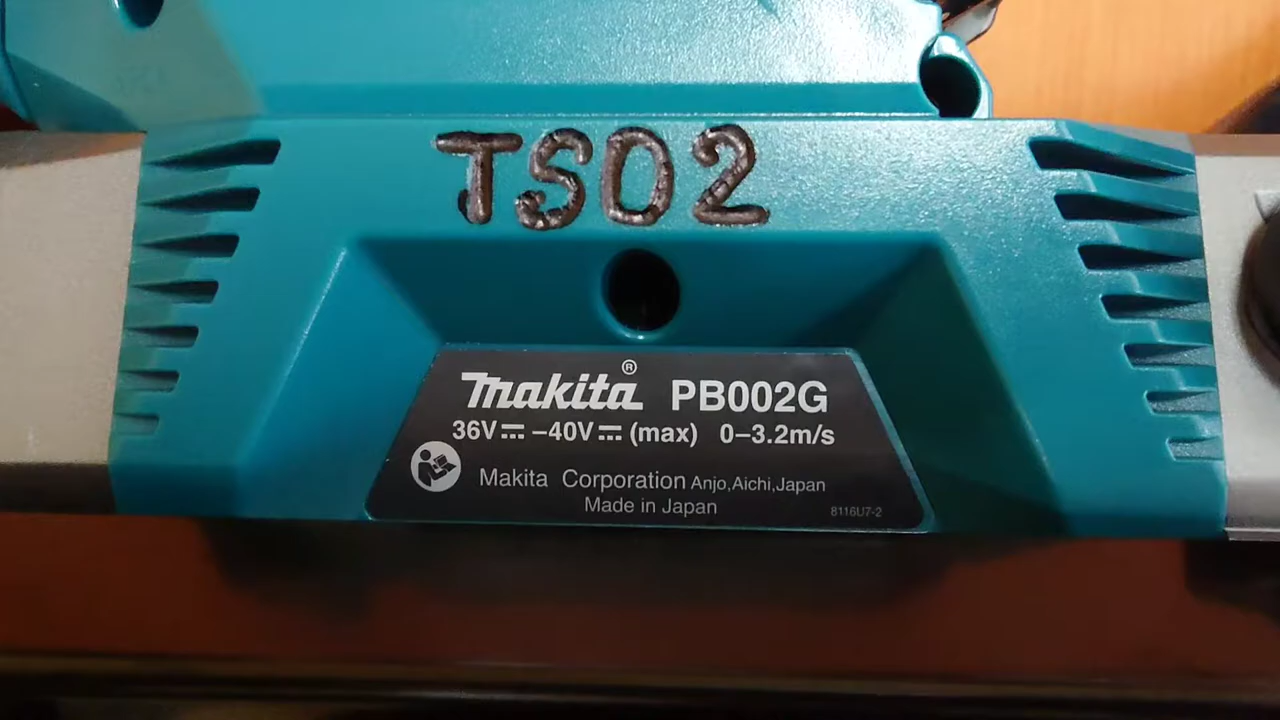 TS02
makita® PB002G
36V⎓ –40V⎓ (max) 0–3.2m/s
Makita Corporation Anjo,Aichi,Japan
Made in Japan
8116U7-2